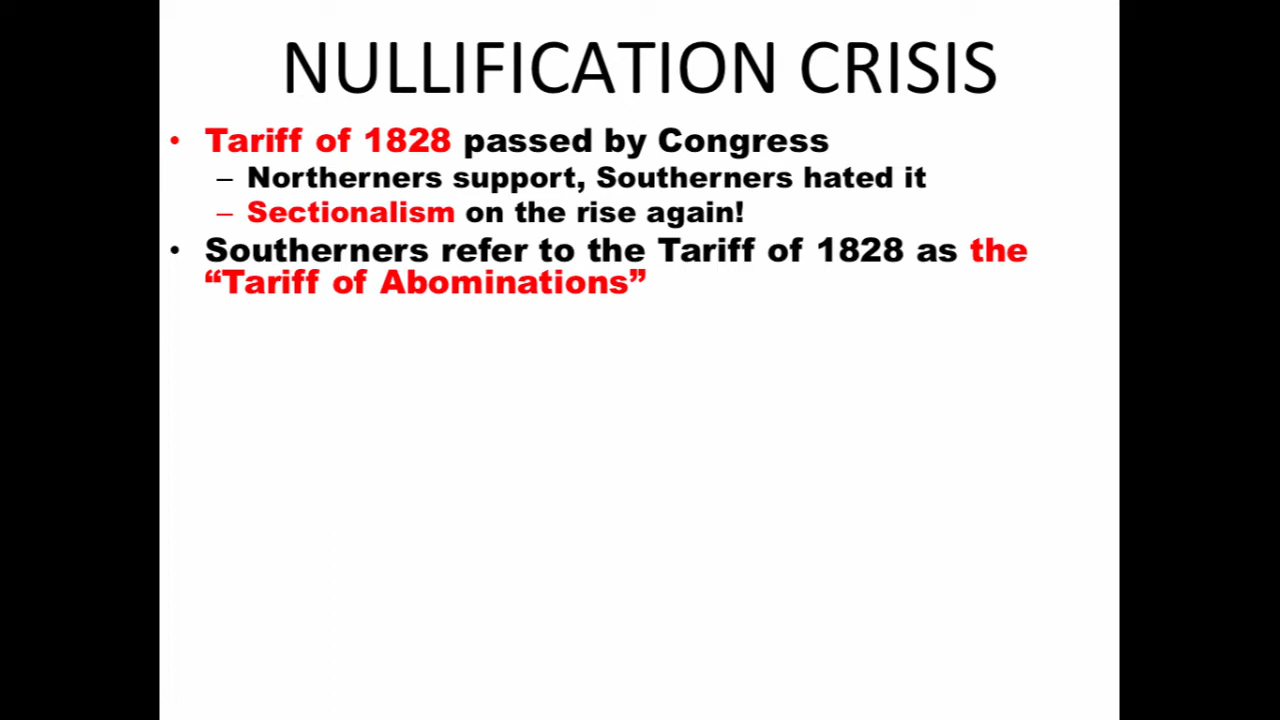 NULLIFICATION CRISIS
• Tariff of 1828 passed by Congress
– Northerners support, Southerners hated it
– Sectionalism on the rise again!
• Southerners refer to the Tariff of 1828 as the
“Tariff of Abominations”